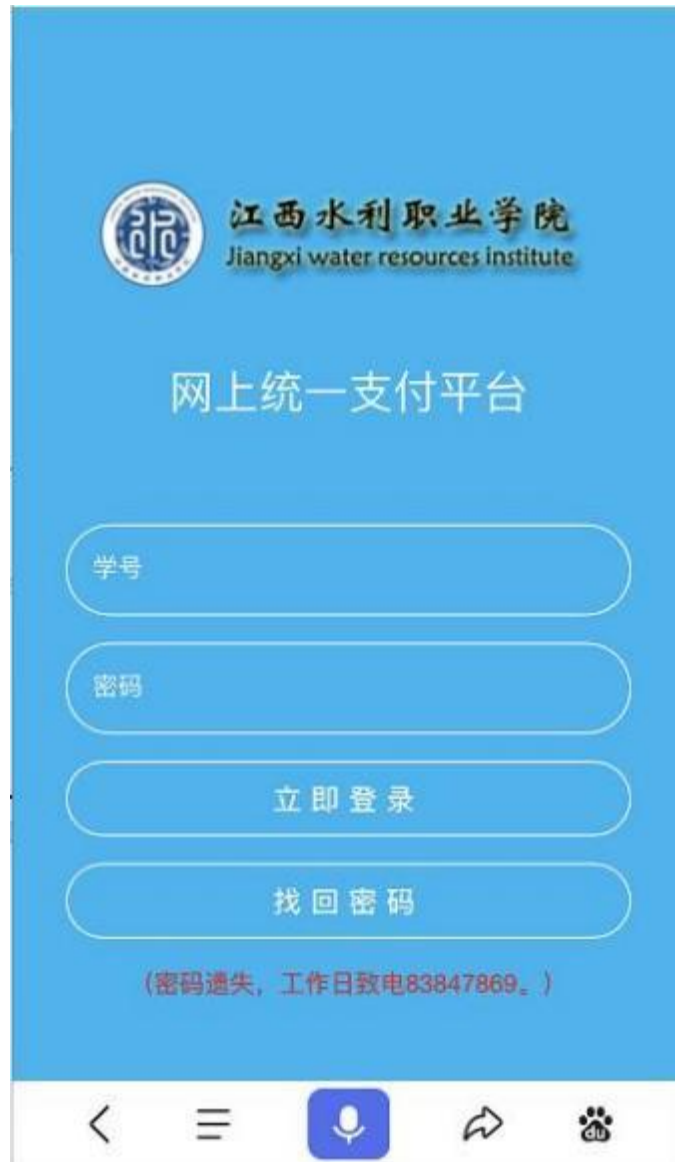 江西水利职业学院
Jiangxi water resources institute
网上统一支付平台
学号
密码
立即登录
找回密码
（密码遗失，工作日致电83847869。）
du